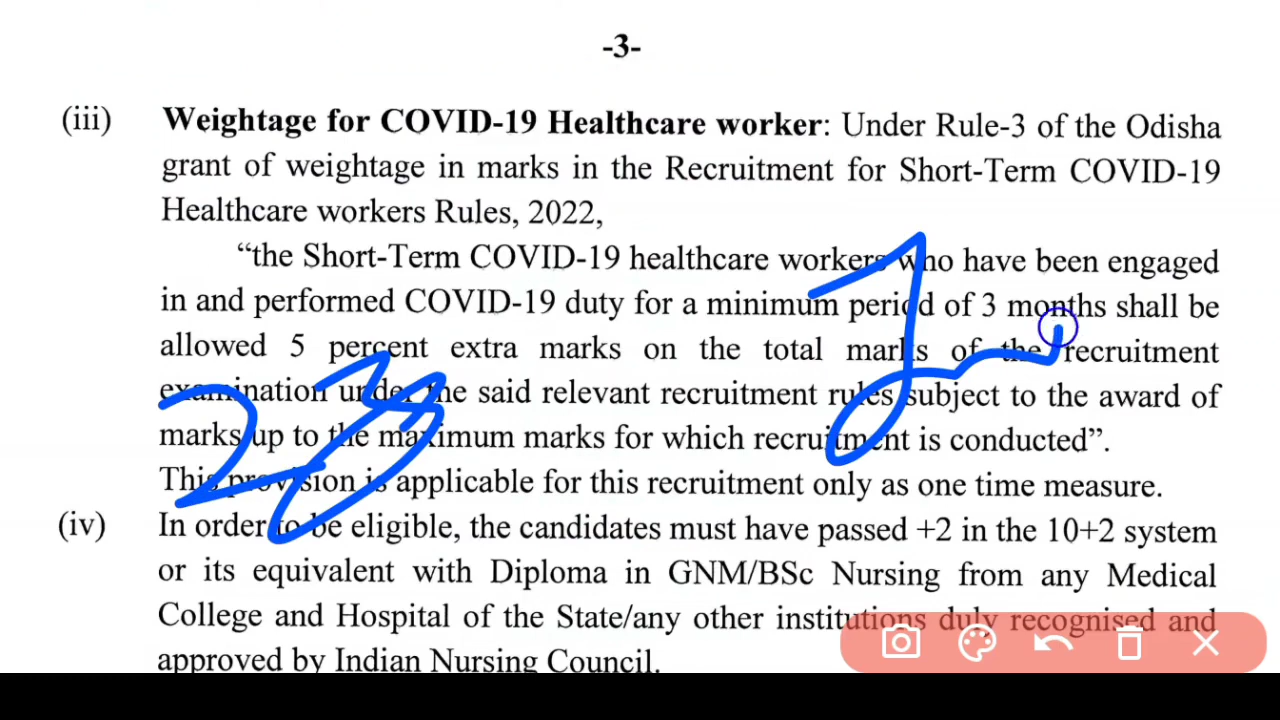 -3-
(iii) Weightage for COVID-19 Healthcare worker: Under Rule-3 of the Odisha
grant of weightage in marks in the Recruitment for Short-Term COVID-19
Healthcare workers Rules, 2022,
“the Short-Term COVID-19 healthcare workers who have been engaged
in and performed COVID-19 duty for a minimum period of 3 months shall be
allowed 5 percent extra marks on the total marks of the recruitment
examination under the said relevant recruitment rules subject to the award of
marks up to the maximum marks for which recruitment is conducted”.
This provision is applicable for this recruitment only as one time measure.
(iv) In order to be eligible, the candidates must have passed +2 in the 10+2 system
or its equivalent with Diploma in GNM/BSc Nursing from any Medical
College and Hospital of the State/any other institutions duly recognised and
approved by Indian Nursing Council.